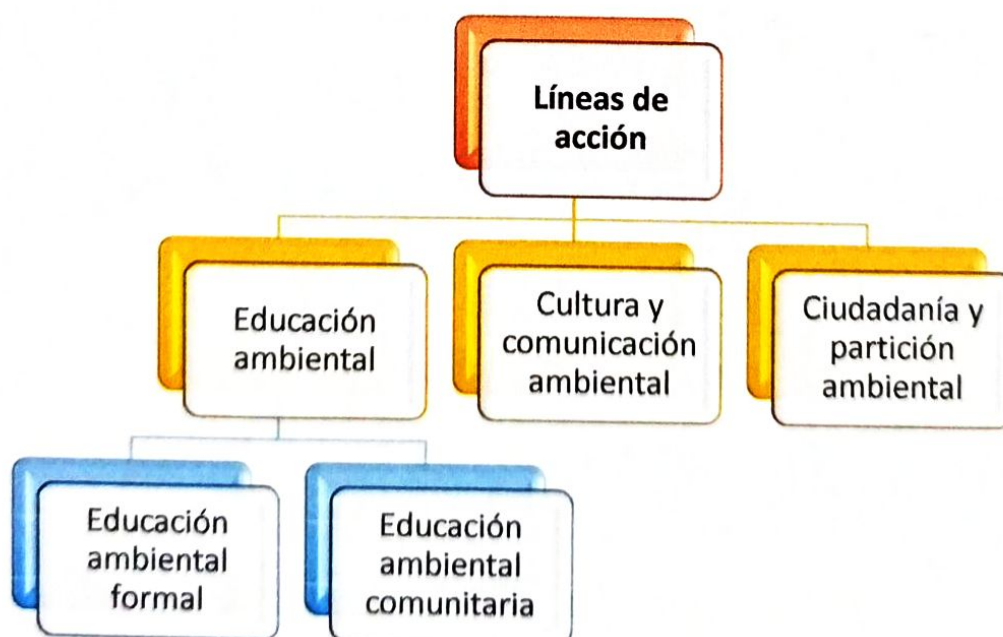 Líneas de
acción
Educación
ambiental
Cultura y
comunicación
ambiental
Ciudadanía y
partición
ambiental
Educación
ambiental
formal
Educación
ambiental
comunitaria